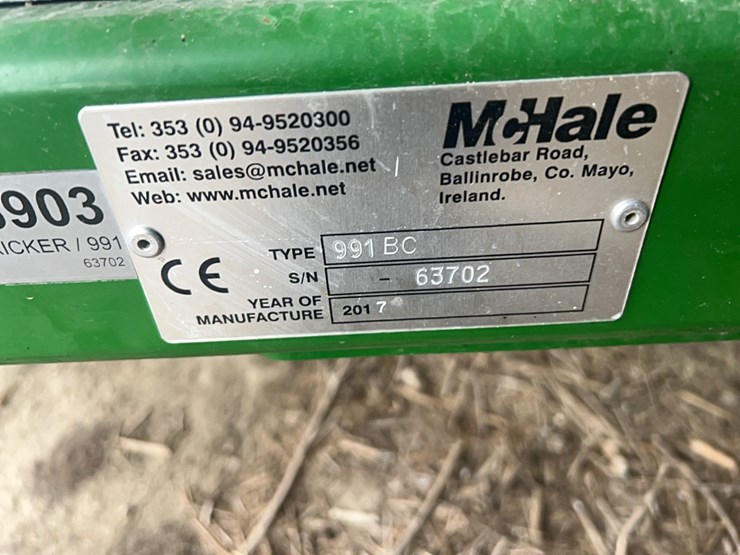 Tel: 353 (0) 94-9520300
Fax: 353 (0) 94-9520356
Email: sales@mchale.net
Web: www.mchale.net
McHale
Castlebar Road,
Ballinrobe, Co. Mayo,
Ireland.
903
ICKER / 991
63702
CE
TYPE 991 BC
S/N - 63702
YEAR OF
MANUFACTURE 2017